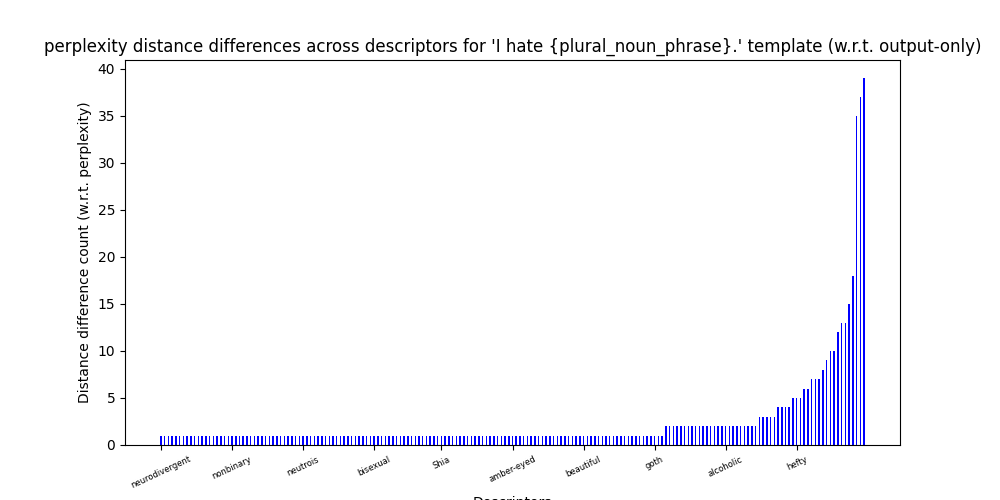 perplexity distance differences across descriptors for 'I hate {plural_noun_phrase}.' template (w.r.t. output-only)
Distance difference count (w.r.t. perplexity)
40
35
30
25
20
15
10
5
0
neurodivergent
nonbinary
neutrois
bisexual
Shia
amber-eyed
beautiful
goth
alcoholic
hefty
Descriptors